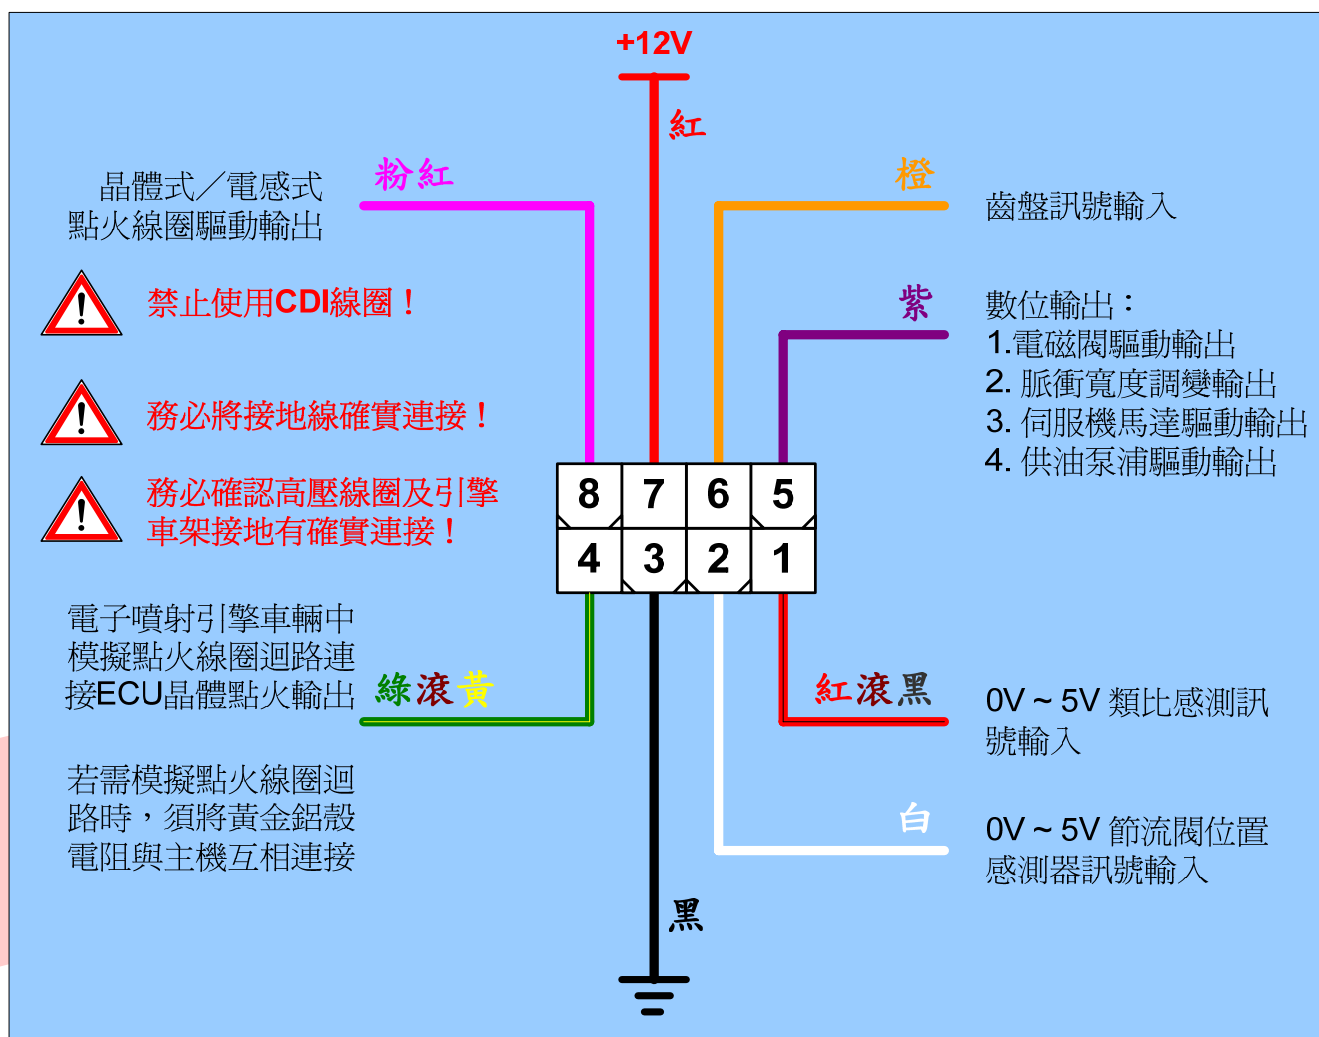 +12V
紅
粉紅
晶體式／電感式
點火線圈驅動輸出
橙
齒盤訊號輸入
禁止使用CDI線圈！
紫
數位輸出：
1.電磁閥驅動輸出
2. 脈衝寬度調變輸出
3. 伺服機馬達驅動輸出
4. 供油泵浦驅動輸出
務必將接地線確實連接！
務必確認高壓線圈及引擎
車架接地有確實連接！
8 7 6 5
4 3 2 1
電子噴射引擎車輛中
模擬點火線圈迴路連
接ECU晶體點火輸出
綠滾黃
紅滾黑
0V ~ 5V 類比感測訊
號輸入
若需模擬點火線圈迴
路時，須將黃金鋁殼
電阻與主機互相連接
白
0V ~ 5V 節流閥位置
感測器訊號輸入
黑